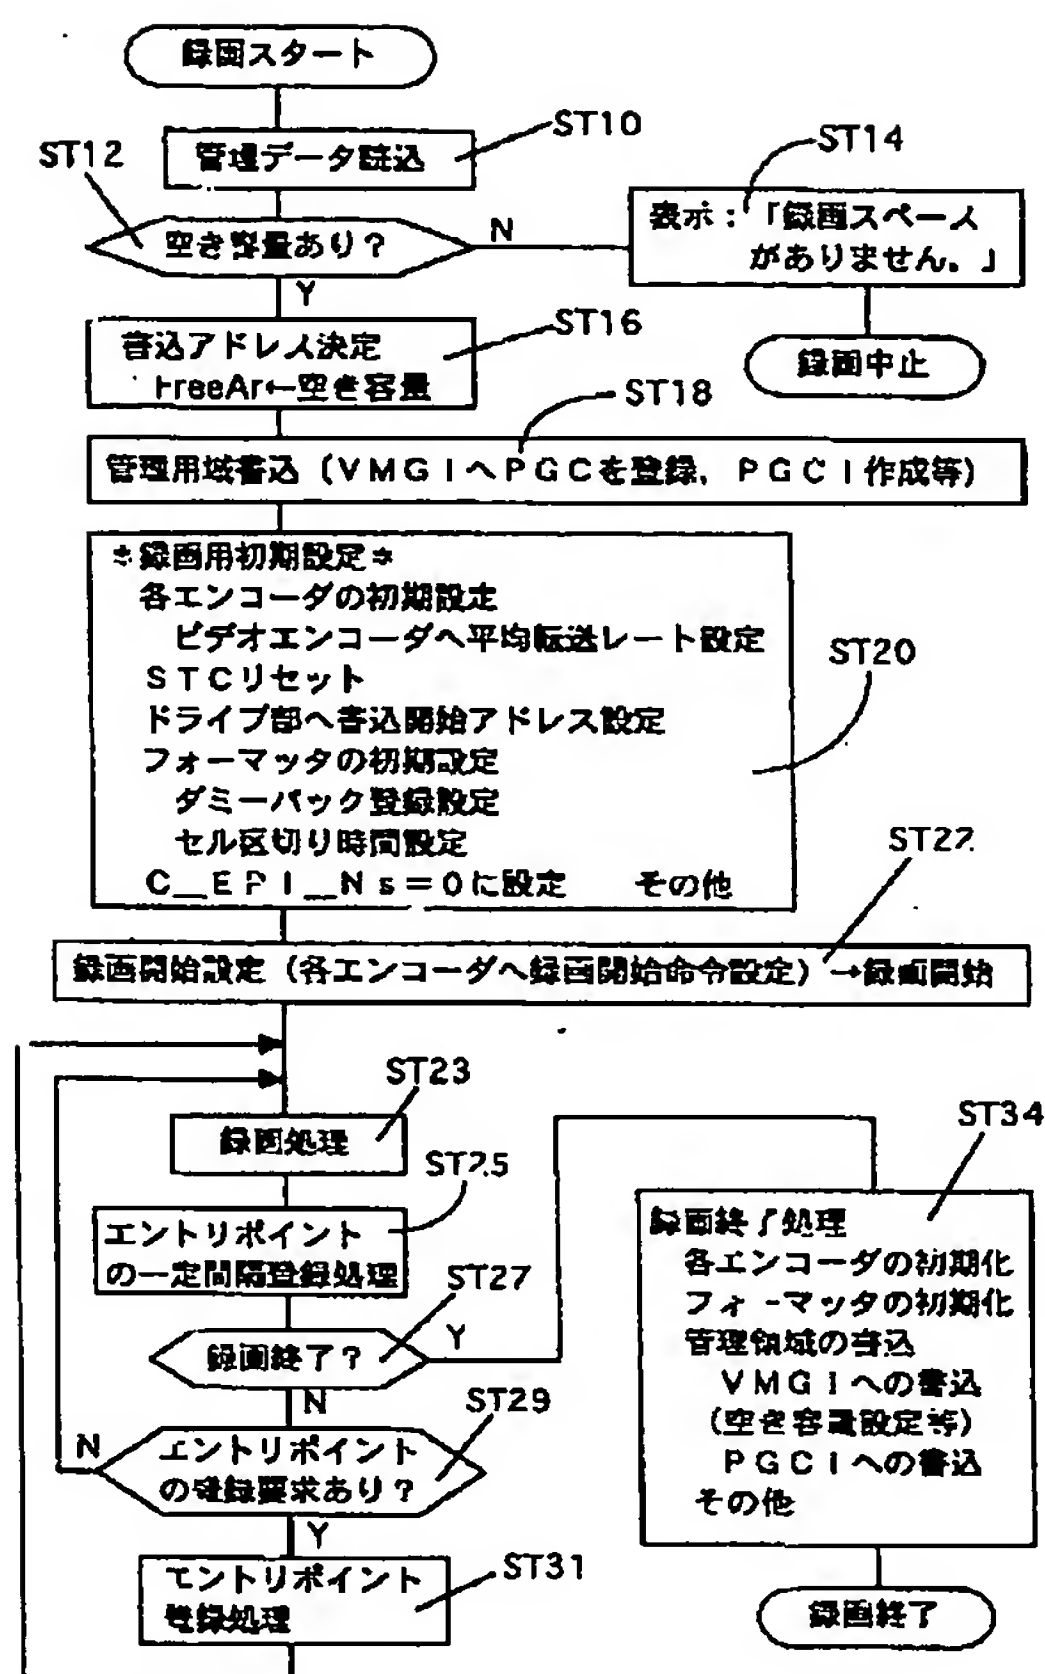 録画スタート
ST10
管理データ読込
ST12
ST14
空き容量あり?
N
表示:「録画スペース
がありません。」
Y
ST16
書込アドレス決定
FreeAr←空き容量
録画中止
ST18
管理用域書込(VMGIへPGCを登録, PGCI作成等)
*録画用初期設定*
各エンコーダの初期設定
ビデオエンコーダへ平均転送レート設定
ST20
STCリセット
ドライブ部へ書込開始アドレス設定
フォーマッタの初期設定
ダミーパック登録設定
セル区切り時間設定
C_EPI_Ns=0に設定 その他
ST22
録画開始設定(各エンコーダへ録画開始命令設定)→録画開始
ST23
録画処理
ST25
エントリポイント
の一定間隔登録処理
ST27
録画終了?
Y
N
ST29
エントリポイント
の登録要求あり?
N
Y
エントリポイント
登録処理
ST31
ST34
録画終了処理
各エンコーダの初期化
フォーマッタの初期化
管理領域の書込
VMGIへの書込
(空き容量設定等)
PGCIへの書込
その他
録画終了